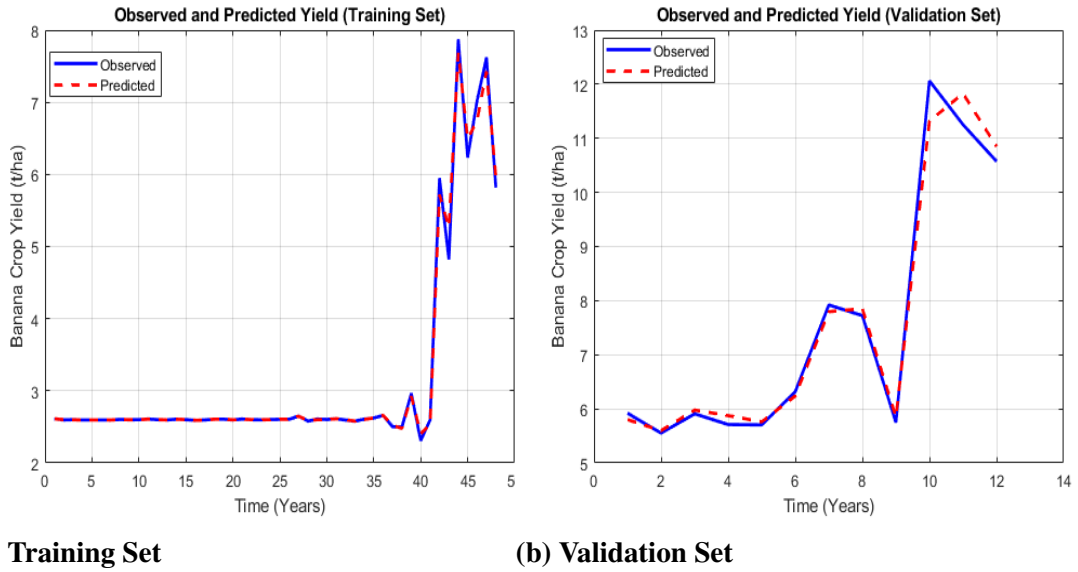 Observed and Predicted Yield (Training Set)
8
7
6
5
4
3
2
Banana Crop Yield (t/ha)
Observed
Predicted
0 5 10 15 20 25 30 35 40 45 5
Time (Years)
Training Set
Observed and Predicted Yield (Validation Set)
13
12
11
10
9
8
7
6
5
Banana Crop Yield (t/ha)
Observed
Predicted
0 2 4 6 8 10 12 14
Time (Years)
(b) Validation Set